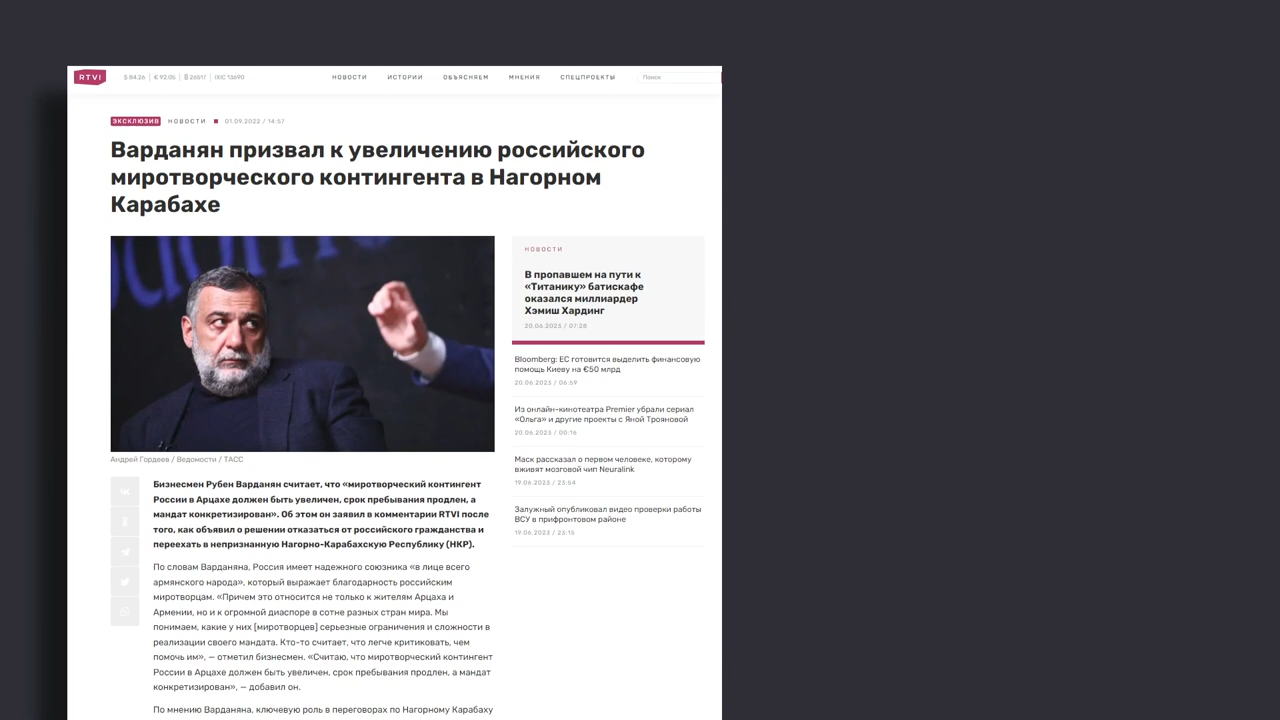 RTVI
$ 84.26 | € 92.05 | ₿ 26517 | IXIC 13690
НОВОСТИ
ИСТОРИИ
ОБЪЯСНЯЕМ
МНЕНИЯ
СПЕЦПРОЕКТЫ
Поиск
ЭКСКЛЮЗИВ НОВОСТИ 01.09.2022 / 14:57
Варданян призвал к увеличению российского
миротворческого контингента в Нагорном
Карабахе
Андрей Гордеев / Ведомости / ТАСС
Бизнесмен Рубен Варданян считает, что «миротворческий контингент
России в Арцахе должен быть увеличен, срок пребывания продлен, а
мандат конкретизирован». Об этом он заявил в комментарии RTVI после
того, как объявил о решении отказаться от российского гражданства и
переехать в непризнанную Нагорно-Карабахскую Республику (НКР).
По словам Варданяна, Россия имеет надежного союзника «в лице всего
армянского народа», который выражает благодарность российским
миротворцам. «Причем это относится не только к жителям Арцаха и
Армении, но и к огромной диаспоре в сотне разных стран мира. Мы
понимаем, какие у них [миротворцев] серьезные ограничения и сложности в
реализации своего мандата. Кто-то считает, что легче критиковать, чем
помочь им», — отметил бизнесмен. «Считаю, что миротворческий контингент
России в Арцахе должен быть увеличен, срок пребывания продлен, а мандат
конкретизирован», — добавил он.
По мнению Варданяна, ключевую роль в переговорах по Нагорному Карабаху
НОВОСТИ
В пропавшем на пути к
«Титанику» батискафе
оказался миллиардер
Хэмиш Хардинг
20.06.2023 / 07:28
Bloomberg: ЕС готовится выделить финансовую
помощь Киеву на €50 млрд
20.06.2023 / 06:59
Из онлайн-кинотеатра Premier убрали сериал
«Ольга» и другие проекты с Яной Трояновой
20.06.2023 / 00:16
Маск рассказал о первом человеке, которому
вживят мозговой чип Neuralink
19.06.2023 / 23:54
Залужный опубликовал видео проверки работы
ВСУ в прифронтовом районе
19.06.2023 / 23:15